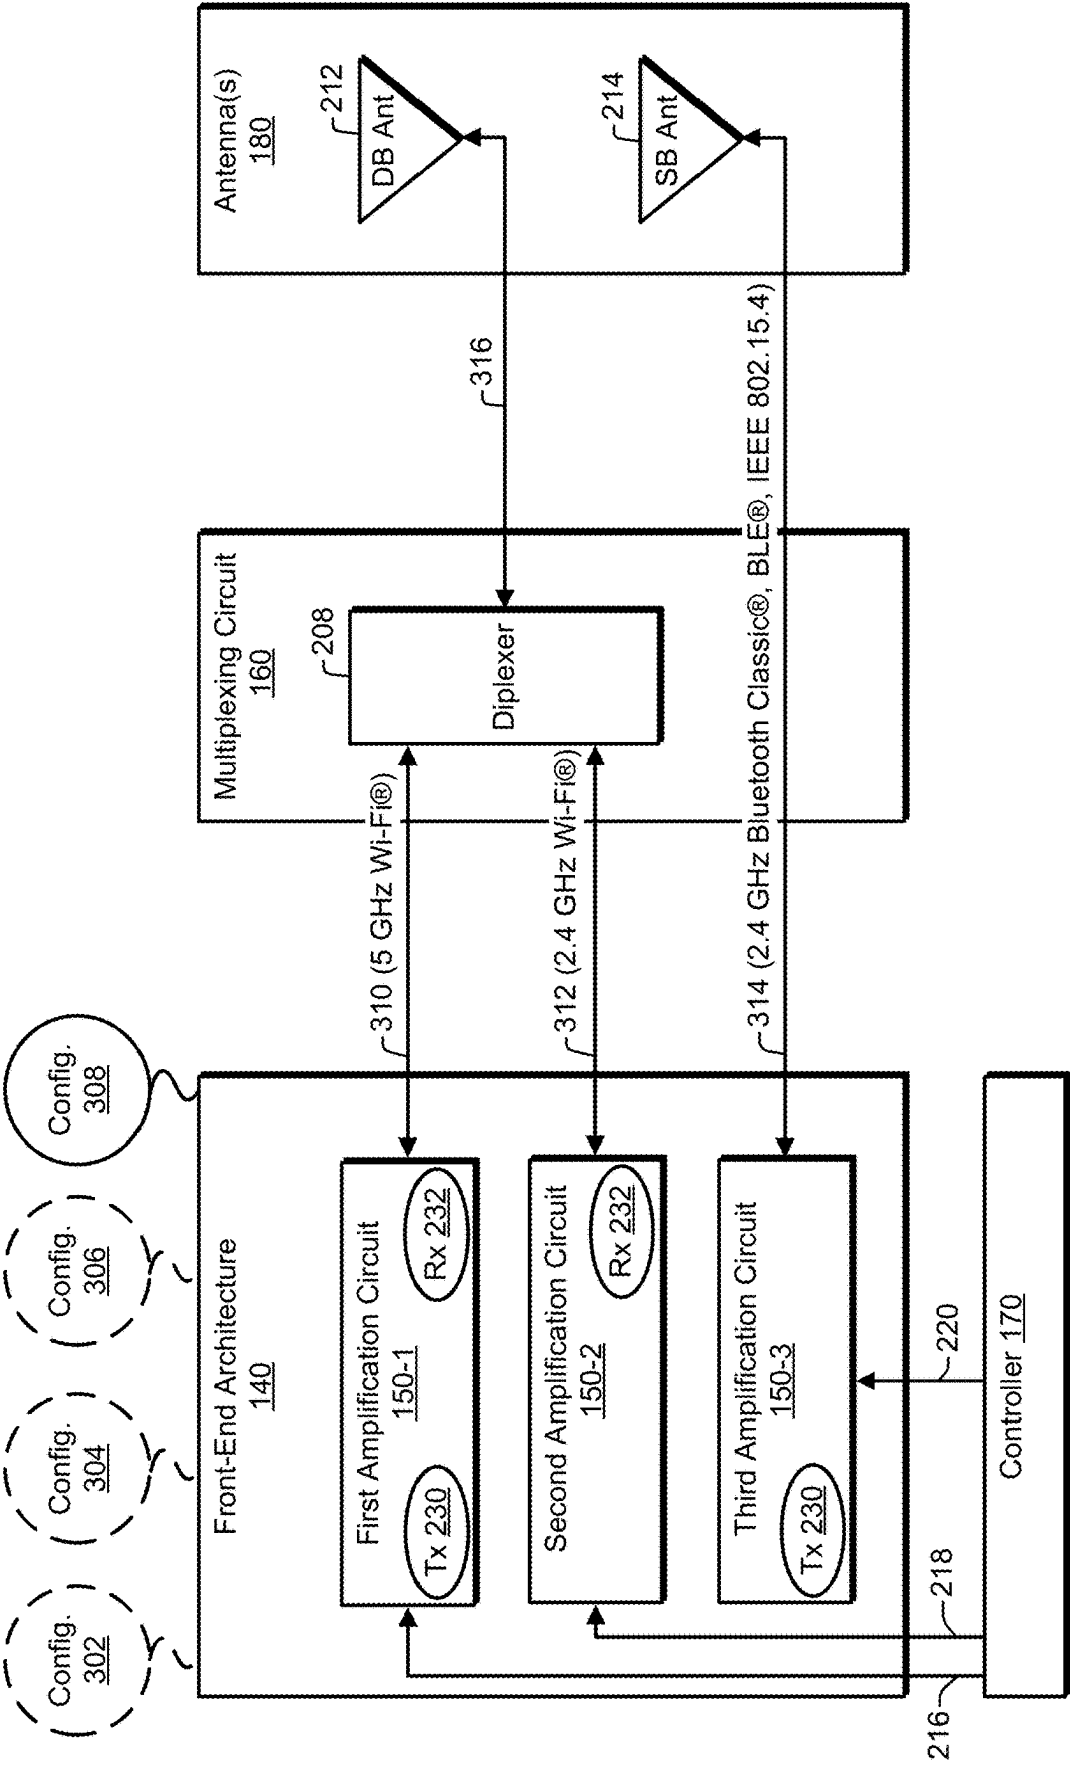 Config.
302
Config.
304
Config.
306
Config.
308
Front-End Architecture
140
First Amplification Circuit
150-1
Tx 230
Rx 232
Second Amplification Circuit
150-2
Rx 232
Third Amplification Circuit
150-3
Tx 230
216
218
220
Controller 170
310 (5 GHz Wi-Fi®)
312 (2.4 GHz Wi-Fi®)
314 (2.4 GHz Bluetooth Classic®, BLE®, IEEE 802.15.4)
Multiplexing Circuit
160
208
Diplexer
316
Antenna(s)
180
212
DB Ant
214
SB Ant